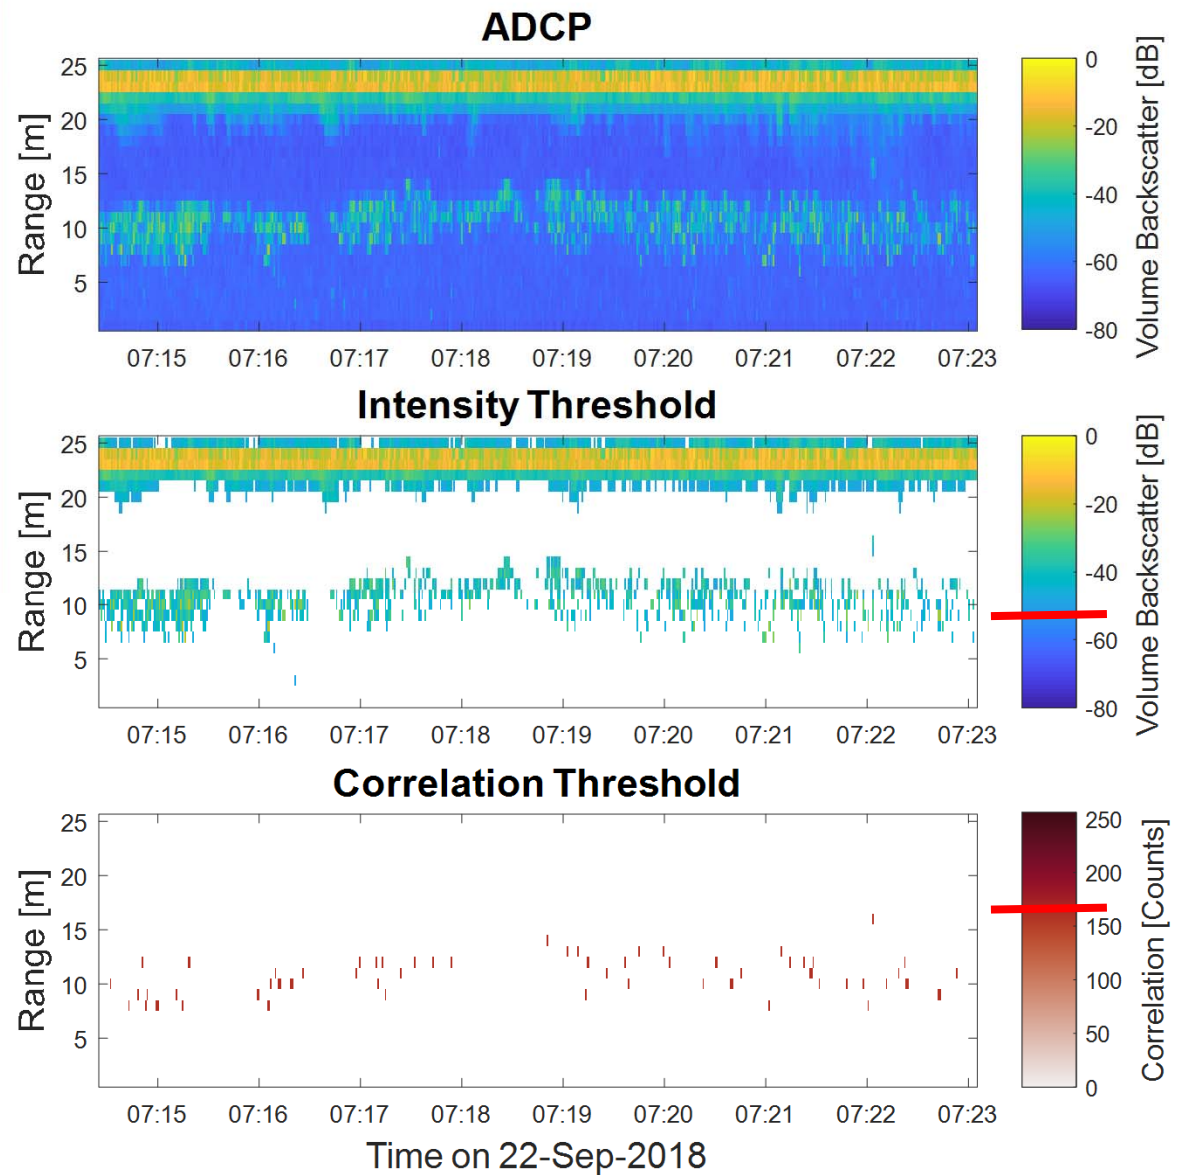 ADCP
25
20
15
10
5
Range [m]
07:15 07:16 07:17 07:18 07:19 07:20 07:21 07:22 07:23
0
-20
-40
-60
-80
Volume Backscatter [dB]
Intensity Threshold
25
20
15
10
5
Range [m]
07:15 07:16 07:17 07:18 07:19 07:20 07:21 07:22 07:23
0
-20
-40
-60
-80
Volume Backscatter [dB]
Correlation Threshold
25
20
15
10
5
Range [m]
07:15 07:16 07:17 07:18 07:19 07:20 07:21 07:22 07:23
Time on 22-Sep-2018
250
200
150
100
50
0
Correlation [Counts]